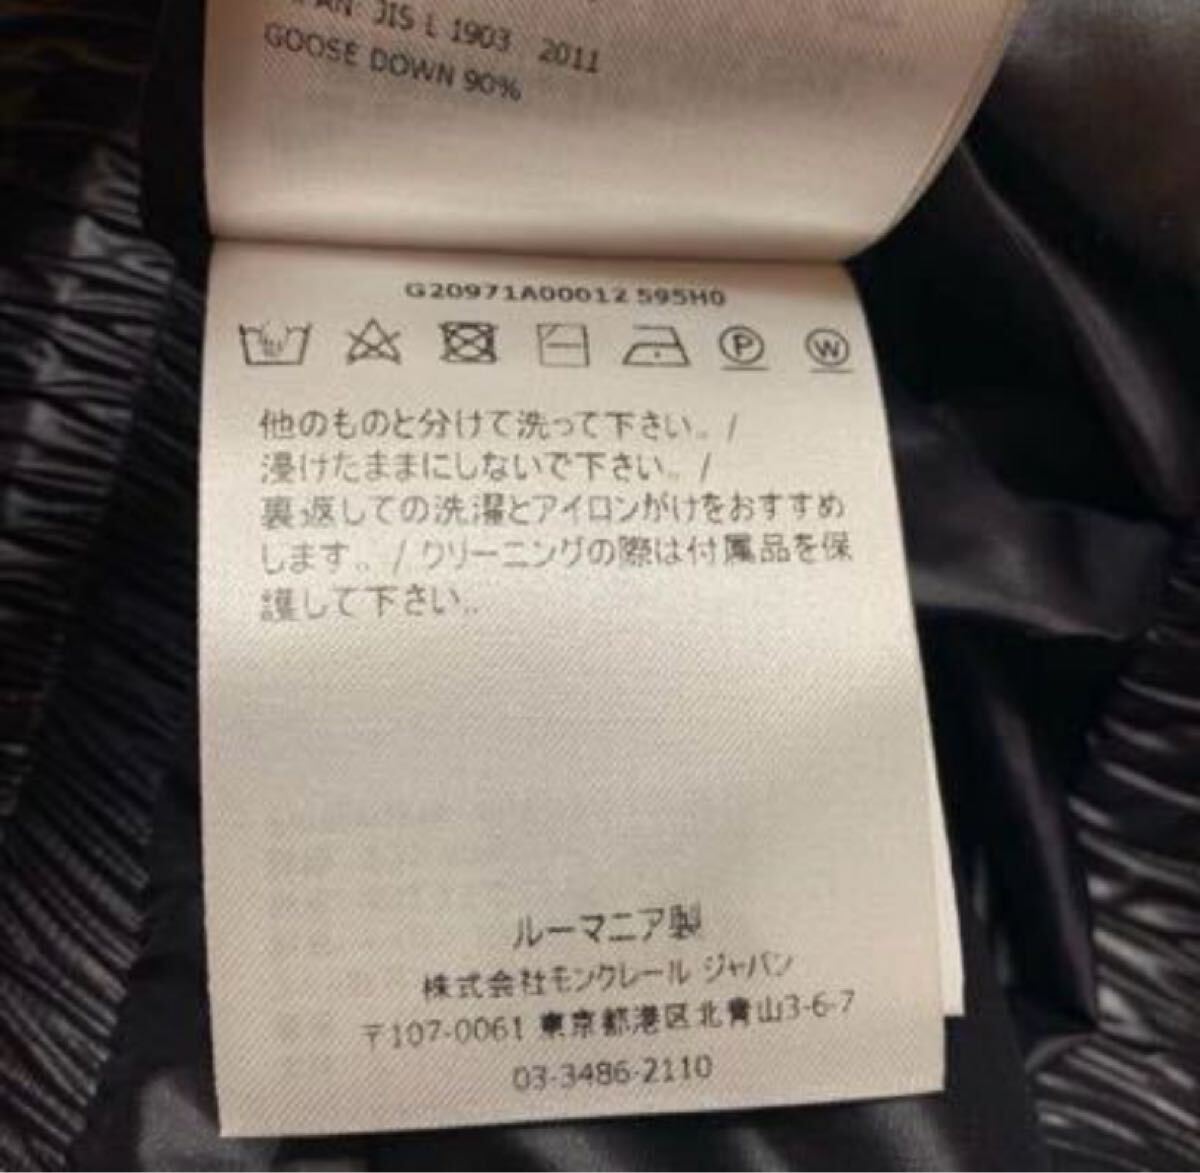 JIS L 1903 2011
GOOSE DOWN 90%
G20971A00012 595H0
P W
他のものと分けて洗って下さい。/
浸けたままにしないで下さい。/
裏返しての洗濯とアイロンがけをおすすめ
します。/ クリーニングの際は付属品を保
護して下さい..
ルーマニア製
株式会社モンクレール ジャパン
〒107-0061 東京都港区北青山3-6-7
03-3486-2110